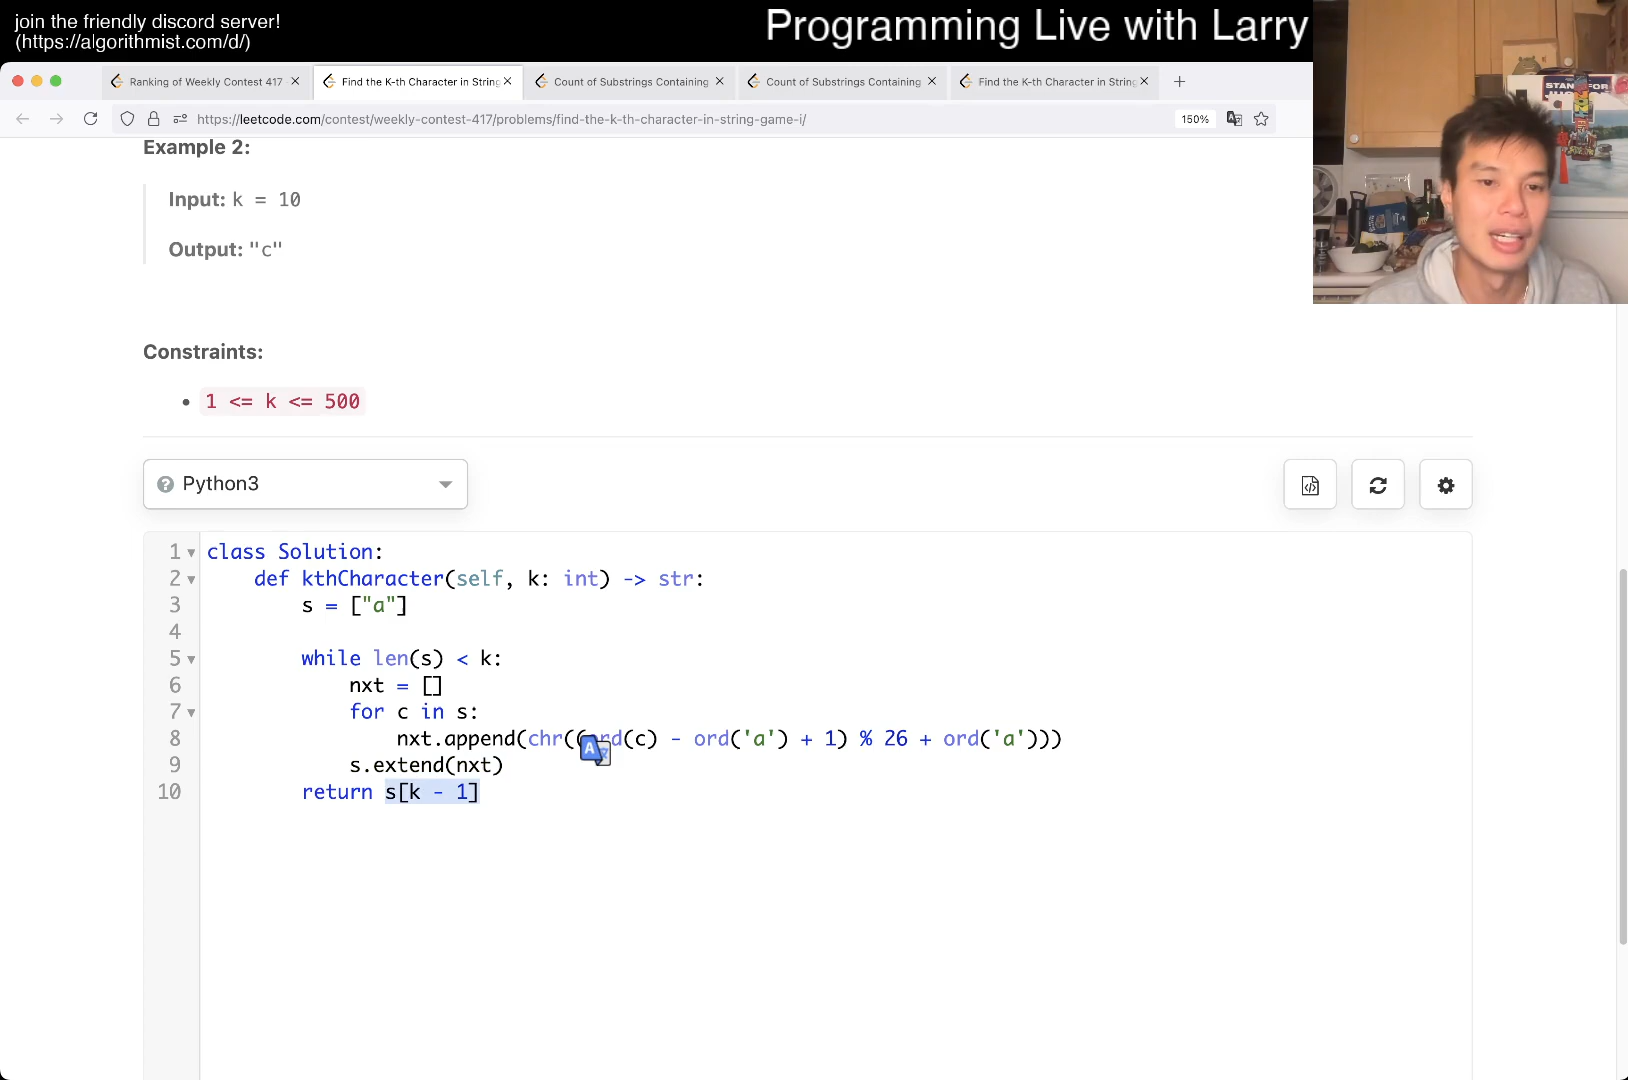 join the friendly discord server!
(https://algorithmist.com/d/)
Programming Live with Larry
Ranking of Weekly Contest 417
Find the K-th Character in String
Count of Substrings Containing
Count of Substrings Containing
Find the K-th Character in String
https://leetcode.com/contest/weekly-contest-417/problems/find-the-k-th-character-in-string-game-i/
150%
Example 2:
Input: k = 10
Output: "c"
Constraints:
1 <= k <= 500
Python3
1 class Solution:
2 def kthCharacter(self, k: int) -> str:
3 s = ["a"]
4
5 while len(s) < k:
6 nxt = []
7 for c in s:
8 nxt.append(chr((ord(c) - ord('a') + 1) % 26 + ord('a')))
9 s.extend(nxt)
10 return s[k - 1]